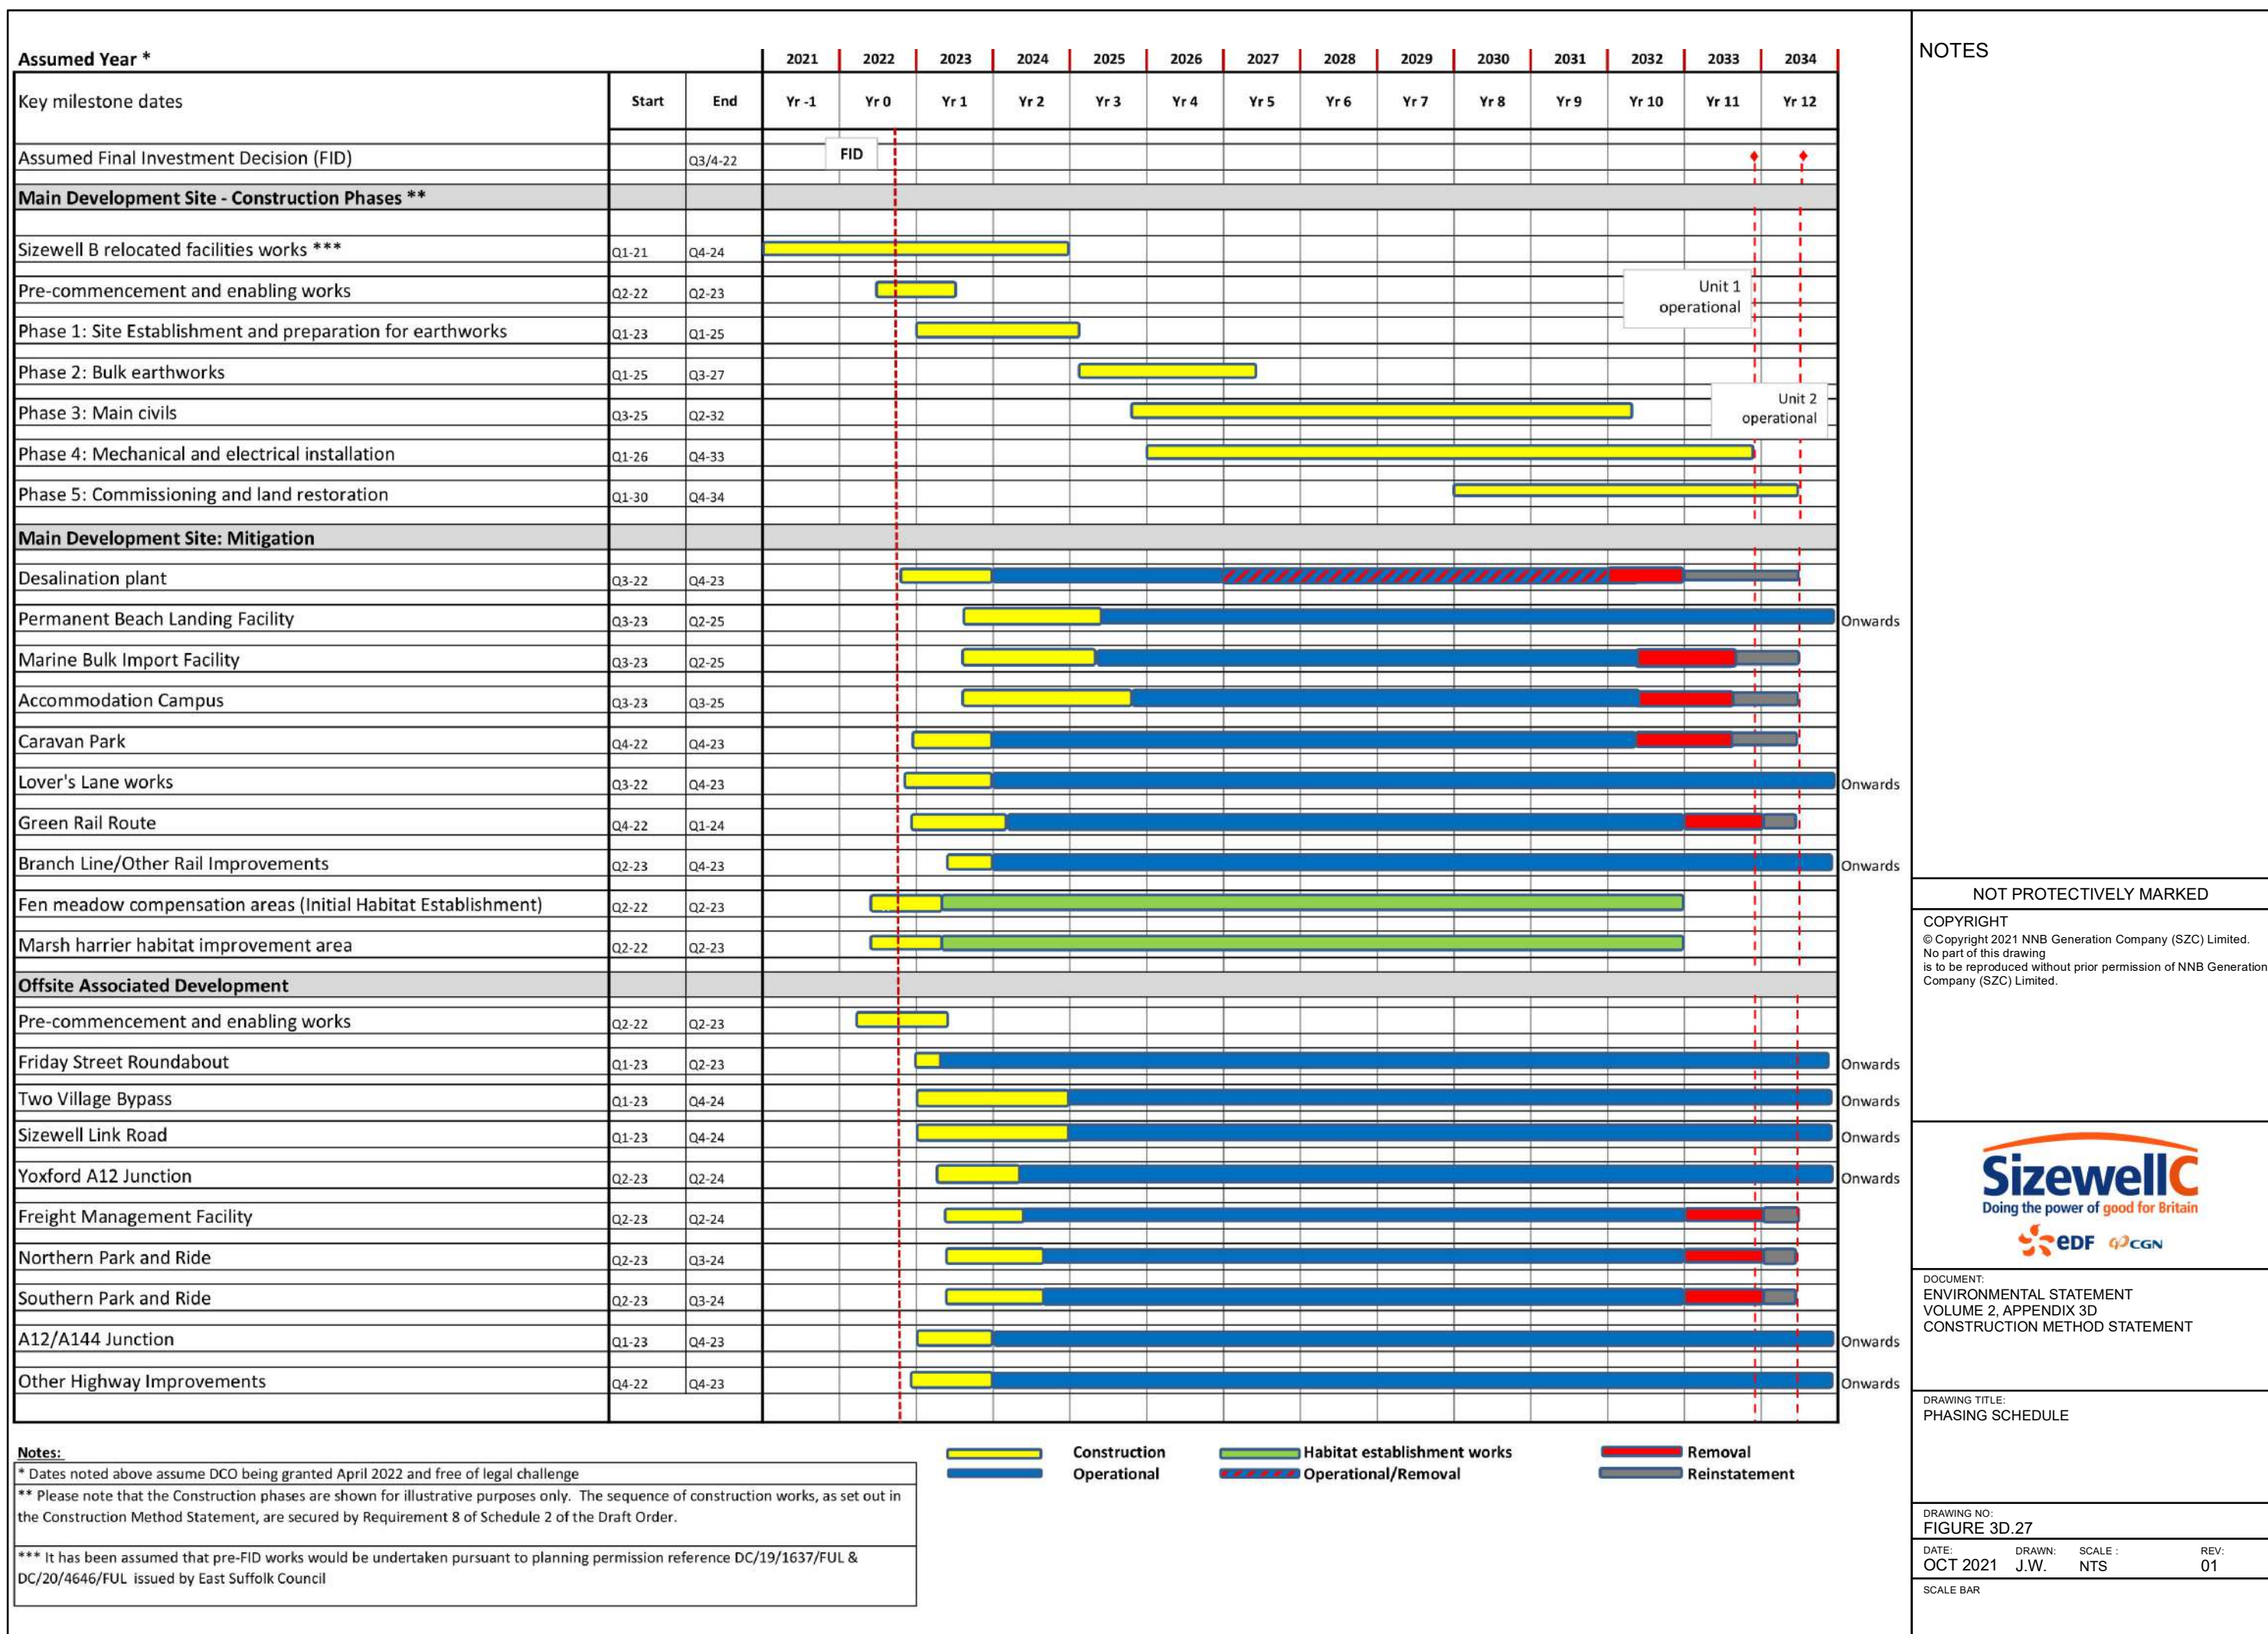 Assumed Year * 2021 2022 2023 2024 2025 2026 2027 2028 2029 2030 2031 2032 2033 2034
Key milestone dates Start End Yr -1 Yr 0 Yr 1 Yr 2 Yr 3 Yr 4 Yr 5 Yr 6 Yr 7 Yr 8 Yr 9 Yr 10 Yr 11 Yr 12
Assumed Final Investment Decision (FID) Q3/4-22 FID
Main Development Site - Construction Phases **
Sizewell B relocated facilities works *** Q1-21 Q4-24
Pre-commencement and enabling works Q2-22 Q2-23
Unit 1
operational
Phase 1: Site Establishment and preparation for earthworks Q1-23 Q1-25
Phase 2: Bulk earthworks Q1-25 Q3-27
Phase 3: Main civils Q3-25 Q2-32
Unit 2
operational
Phase 4: Mechanical and electrical installation Q1-26 Q4-33
Phase 5: Commissioning and land restoration Q1-30 Q4-34
Main Development Site: Mitigation
Desalination plant Q3-22 Q4-23
Permanent Beach Landing Facility Q3-23 Q2-25 Onwards
Marine Bulk Import Facility Q3-23 Q2-25
Accommodation Campus Q3-23 Q3-25
Caravan Park Q4-22 Q4-23
Lover's Lane works Q3-22 Q4-23 Onwards
Green Rail Route Q4-22 Q1-24
Branch Line/Other Rail Improvements Q2-23 Q4-23 Onwards
Fen meadow compensation areas (Initial Habitat Establishment) Q2-22 Q2-23
Marsh harrier habitat improvement area Q2-22 Q2-23
Offsite Associated Development
Pre-commencement and enabling works Q2-22 Q2-23
Friday Street Roundabout Q1-23 Q2-23 Onwards
Two Village Bypass Q1-23 Q4-24 Onwards
Sizewell Link Road Q1-23 Q4-24 Onwards
Yoxford A12 Junction Q2-23 Q2-24 Onwards
Freight Management Facility Q2-23 Q2-24
Northern Park and Ride Q2-23 Q3-24
Southern Park and Ride Q2-23 Q3-24
A12/A144 Junction Q1-23 Q4-23 Onwards
Other Highway Improvements Q4-22 Q4-23 Onwards
Notes:
* Dates noted above assume DCO being granted April 2022 and free of legal challenge
** Please note that the Construction phases are shown for illustrative purposes only. The sequence of construction works, as set out in
the Construction Method Statement, are secured by Requirement 8 of Schedule 2 of the Draft Order.
*** It has been assumed that pre-FID works would be undertaken pursuant to planning permission reference DC/19/1637/FUL &
DC/20/4646/FUL issued by East Suffolk Council
Construction Habitat establishment works Removal
Operational Operational/Removal Reinstatement
NOTES
NOT PROTECTIVELY MARKED
COPYRIGHT
© Copyright 2021 NNB Generation Company (SZC) Limited.
No part of this drawing
is to be reproduced without prior permission of NNB Generation
Company (SZC) Limited.
SizewellC
Doing the power of good for Britain
eDF CGN
DOCUMENT:
ENVIRONMENTAL STATEMENT
VOLUME 2, APPENDIX 3D
CONSTRUCTION METHOD STATEMENT
DRAWING TITLE:
PHASING SCHEDULE
DRAWING NO:
FIGURE 3D.27
DATE: DRAWN: SCALE : REV:
OCT 2021 J.W. NTS 01
SCALE BAR